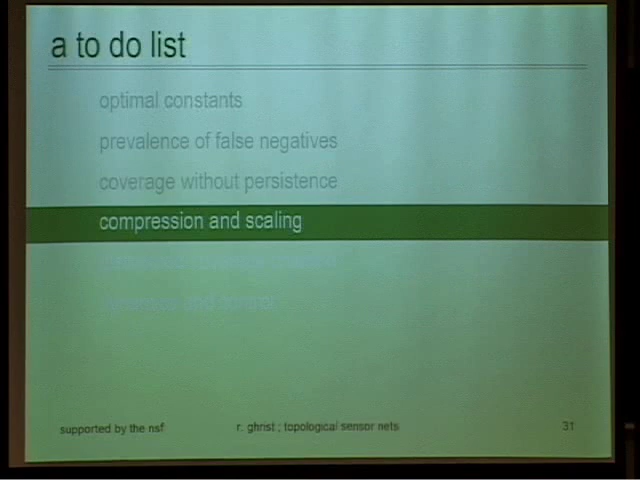 a to do list
optimal constants
prevalence of false negatives
coverage without persistence
compression and scaling
and
supported by the nsf
r. ghrist ; topological sensor nets
31